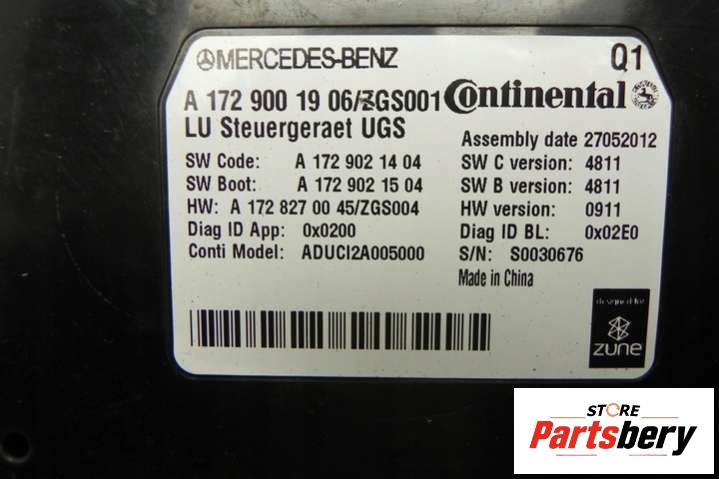 MERCEDES-BENZ Q1
A 172 900 19 06/ZGS001 Continental
LU Steuergeraet UGS
Assembly date 27052012
SW Code: A 172 902 14 04 SW C version: 4811
SW Boot: A 172 902 15 04 SW B version: 4811
HW: A 172 827 00 45/ZGS004 HW version: 0911
Diag ID App: 0x0200 Diag ID BL: 0x02E0
Conti Model: ADUCI2A005000 S/N: S0030676
Made in China
designed for
zune
STORE
Partsbery